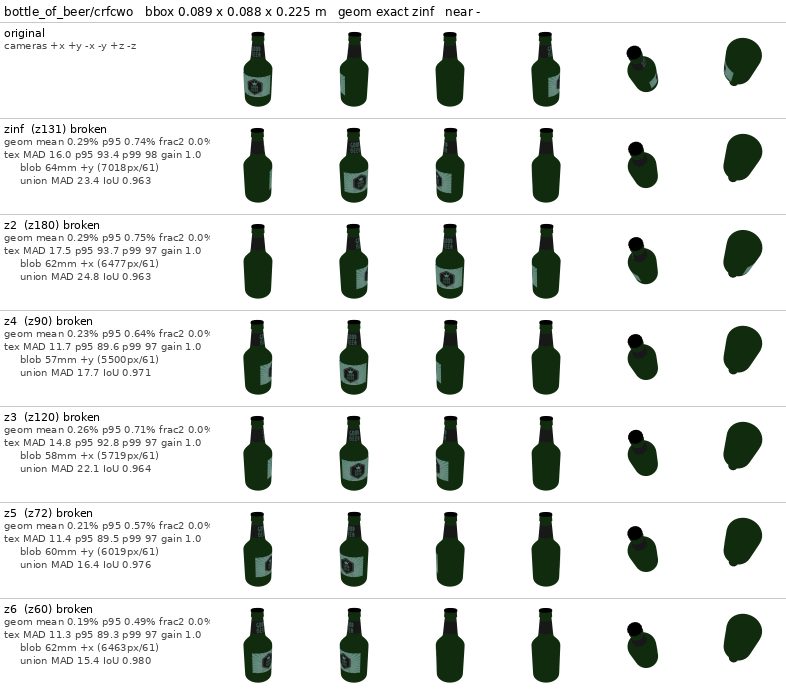 bottle_of_beer/crfcwo bbox 0.089 x 0.088 x 0.225 m geom exact zinf near -
original
cameras +x +y -x -y +z -z
zinf (z131) broken
geom mean 0.29% p95 0.74% frac2 0.0%
tex MAD 16.0 p95 93.4 p99 98 gain 1.0
blob 64mm +y (7018px/61)
union MAD 23.4 IoU 0.963
z2 (z180) broken
geom mean 0.29% p95 0.75% frac2 0.0%
tex MAD 17.5 p95 93.7 p99 97 gain 1.0
blob 62mm +x (6477px/61)
union MAD 24.8 IoU 0.963
z4 (z90) broken
geom mean 0.23% p95 0.64% frac2 0.0%
tex MAD 11.7 p95 89.6 p99 97 gain 1.0
blob 57mm +y (5500px/61)
union MAD 17.7 IoU 0.971
z3 (z120) broken
geom mean 0.26% p95 0.71% frac2 0.0%
tex MAD 14.8 p95 92.8 p99 97 gain 1.0
blob 58mm +x (5719px/61)
union MAD 22.1 IoU 0.964
z5 (z72) broken
geom mean 0.21% p95 0.57% frac2 0.0%
tex MAD 11.4 p95 89.5 p99 97 gain 1.0
blob 60mm +y (6019px/61)
union MAD 16.4 IoU 0.976
z6 (z60) broken
geom mean 0.19% p95 0.49% frac2 0.0%
tex MAD 11.3 p95 89.3 p99 97 gain 1.0
blob 62mm +x (6463px/61)
union MAD 15.4 IoU 0.980